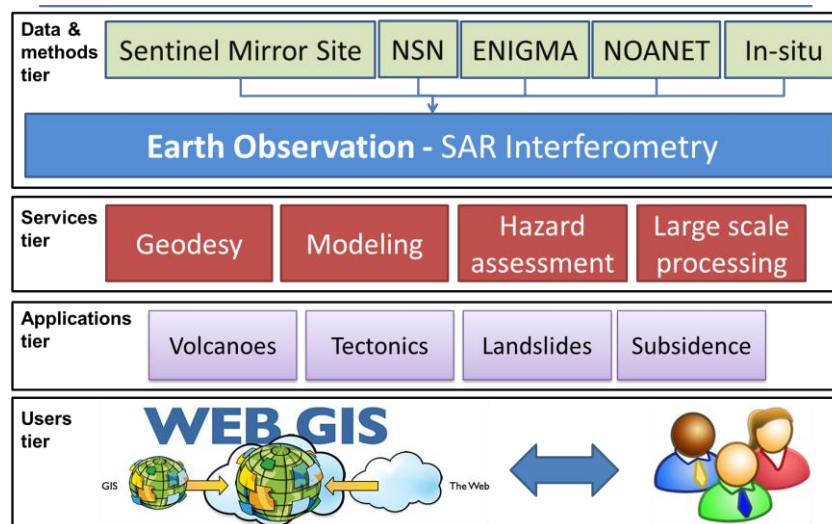 Data &
methods
tier
Sentinel Mirror Site
NSN
ENIGMA
NOANET
In-situ
Earth Observation - SAR Interferometry
Services
tier
Geodesy
Modeling
Hazard
assessment
Large scale
processing
Applications
tier
Volcanoes
Tectonics
Landslides
Subsidence
Users
tier
WEB GIS
GIS
The Web